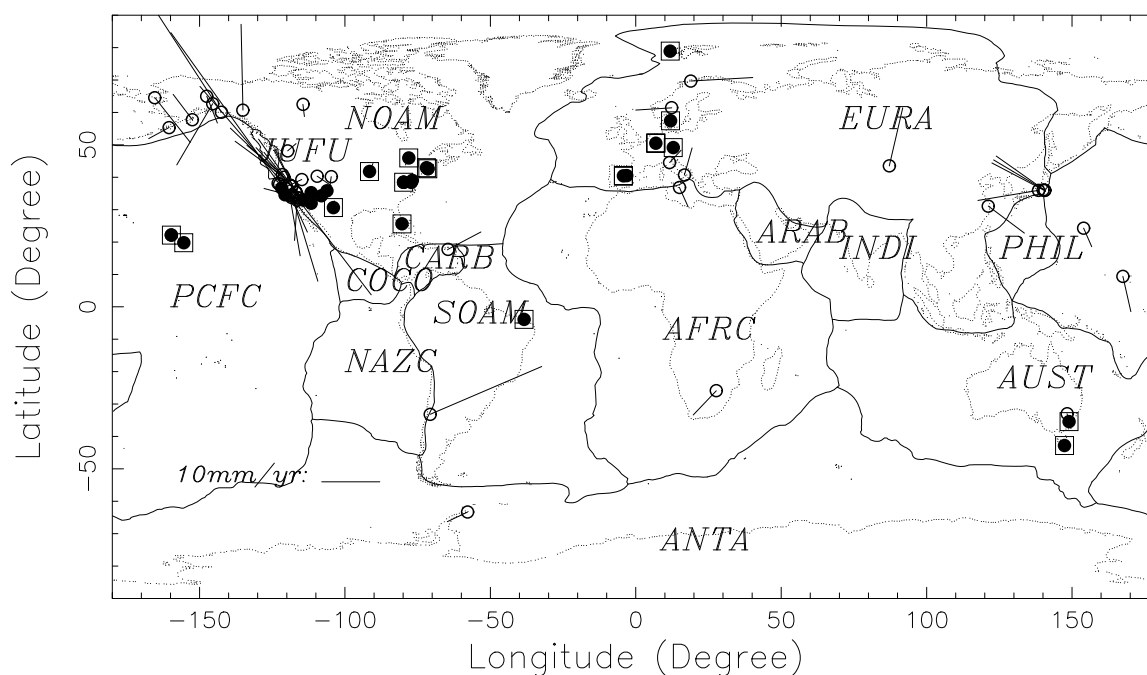 NOAM
EURA
JUFU
50
ARAB
INDI
PHIL
CARB
COCO
PCFC
SOAM
AFRC
0
NAZC
AUST
10mm/yr:
−50
ANTA
−150
−100
−50
0
50
100
150
Longitude (Degree)
Latitude (Degree)